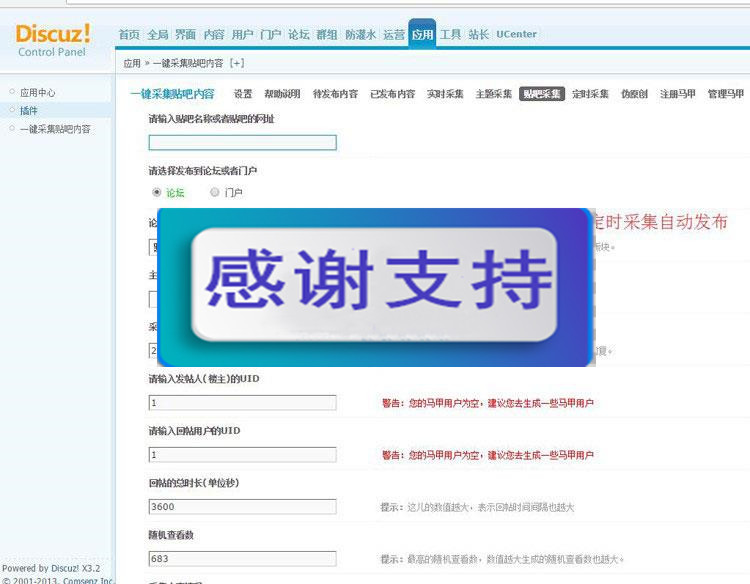 Discuz!
Control Panel
首页 全局 界面 内容 用户 门户 论坛 群组 防灌水 运营 应用 工具 站长 UCenter
应用 » 一键采集贴吧内容 [+]
应用中心
插件
一键采集贴吧内容
一键采集贴吧内容 设置 帮助说明 待发布内容 已发布内容 实时采集 主题采集 贴吧采集 定时采集 伪原创 注册马甲 管理马甲
请输入贴吧名称或者贴吧的网址
请选择发布到论坛或者门户
论坛 门户
论
定时采集自动发布
块。
感谢支持
主
采
2
复。
请输入发帖人(楼主)的UID
1
警告: 您的马甲用户为空, 建议您去生成一些马甲用户
请输入回帖用户的UID
1
警告: 您的马甲用户为空, 建议您去生成一些马甲用户
回帖的总时长(单位秒)
3600
提示: 这儿的数值越大, 表示回帖时间间隔也越大
随机查看数
683
提示: 最高的随机查看数, 数值越大生成的随机查看数也越大。
Powered by Discuz! X3.2
© 2001-2013, Comsenz Inc.